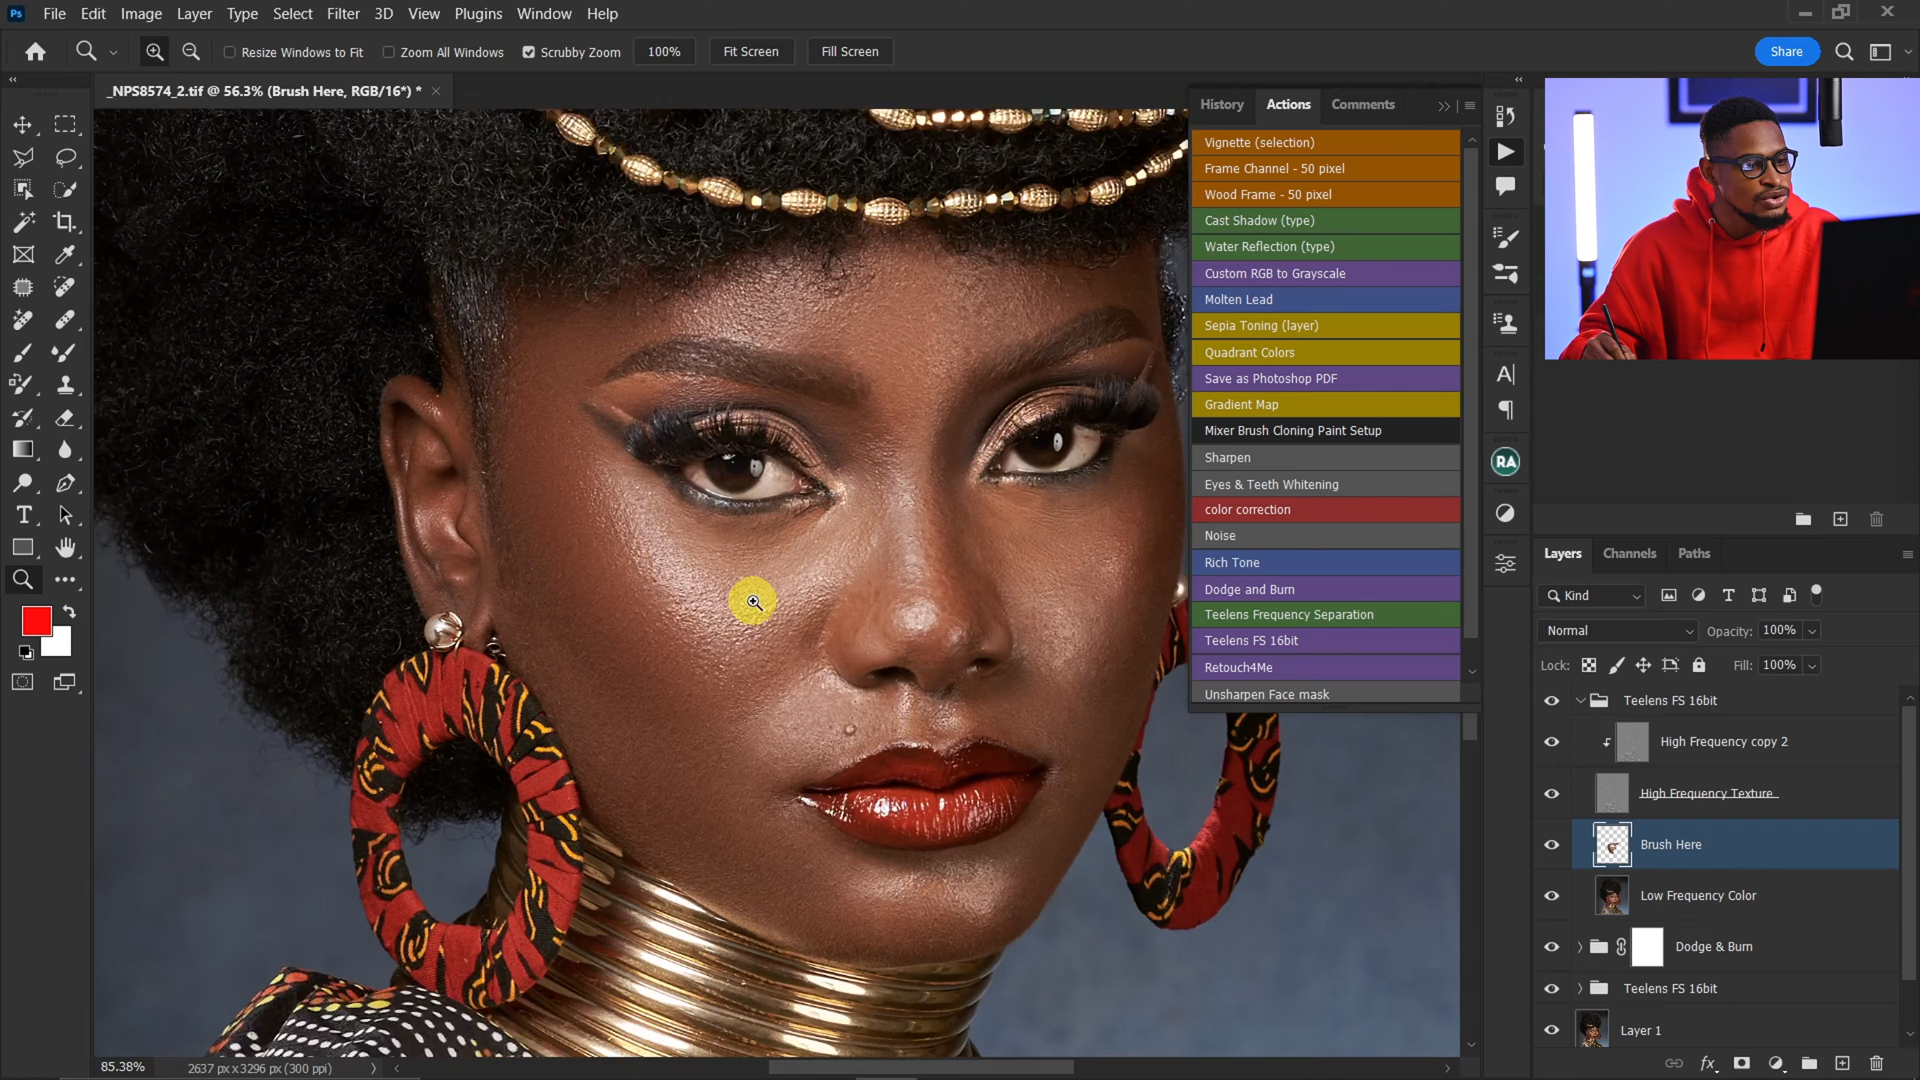 Ps File Edit Image Layer Type Select Filter 3D View Plugins Window Help
Resize Windows to Fit Zoom All Windows Scrubby Zoom 100% Fit Screen Fill Screen Share
_NPS8574_2.tif @ 56.3% (Brush Here, RGB/16*) *
History Actions Comments
Vignette (selection)
Frame Channel - 50 pixel
Wood Frame - 50 pixel
Cast Shadow (type)
Water Reflection (type)
Custom RGB to Grayscale
Molten Lead
Sepia Toning (layer)
Quadrant Colors
Save as Photoshop PDF
Gradient Map
Mixer Brush Cloning Paint Setup
Sharpen
Eyes & Teeth Whitening
color correction
Noise
Rich Tone
Dodge and Burn
Teelens Frequency Separation
Teelens FS 16bit
Retouch4Me
Unsharpen Face mask
RA
Layers Channels Paths
Kind
Normal Opacity: 100%
Lock: Fill: 100%
Teelens FS 16bit
High Frequency copy 2
High Frequency Texture
Brush Here
Low Frequency Color
Dodge & Burn
Teelens FS 16bit
Layer 1
fx
85.38% 2637 px x 3296 px (300 ppi)